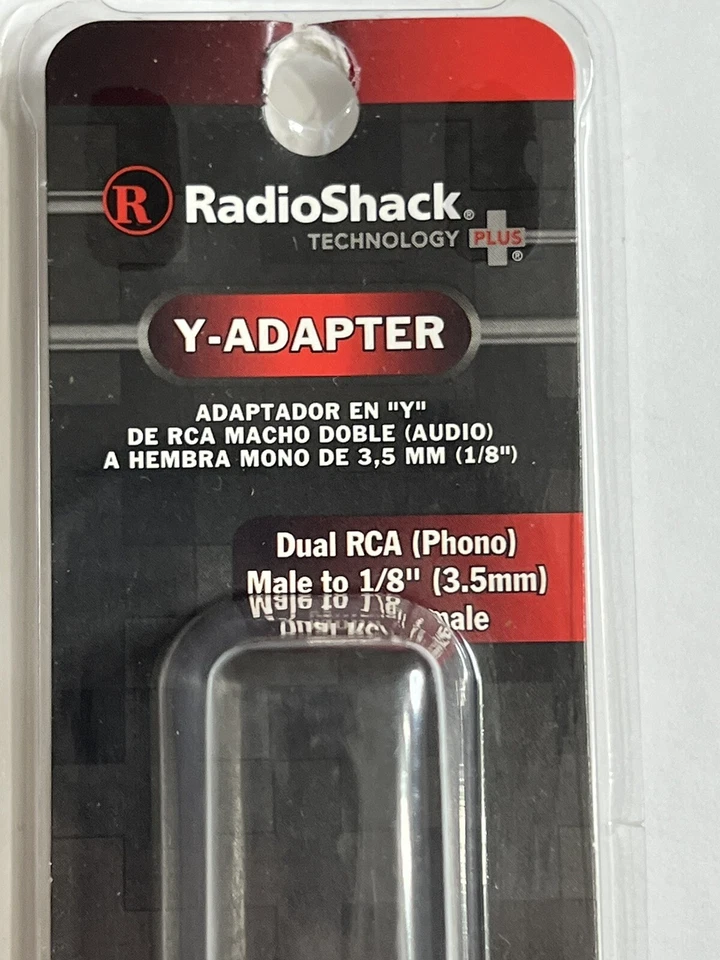 R RadioShack®
TECHNOLOGY PLUS®
Y-ADAPTER
ADAPTADOR EN "Y"
DE RCA MACHO DOBLE (AUDIO)
A HEMBRA MONO DE 3,5 MM (1/8")
Dual RCA (Phono)
Male to 1/8" (3.5mm)